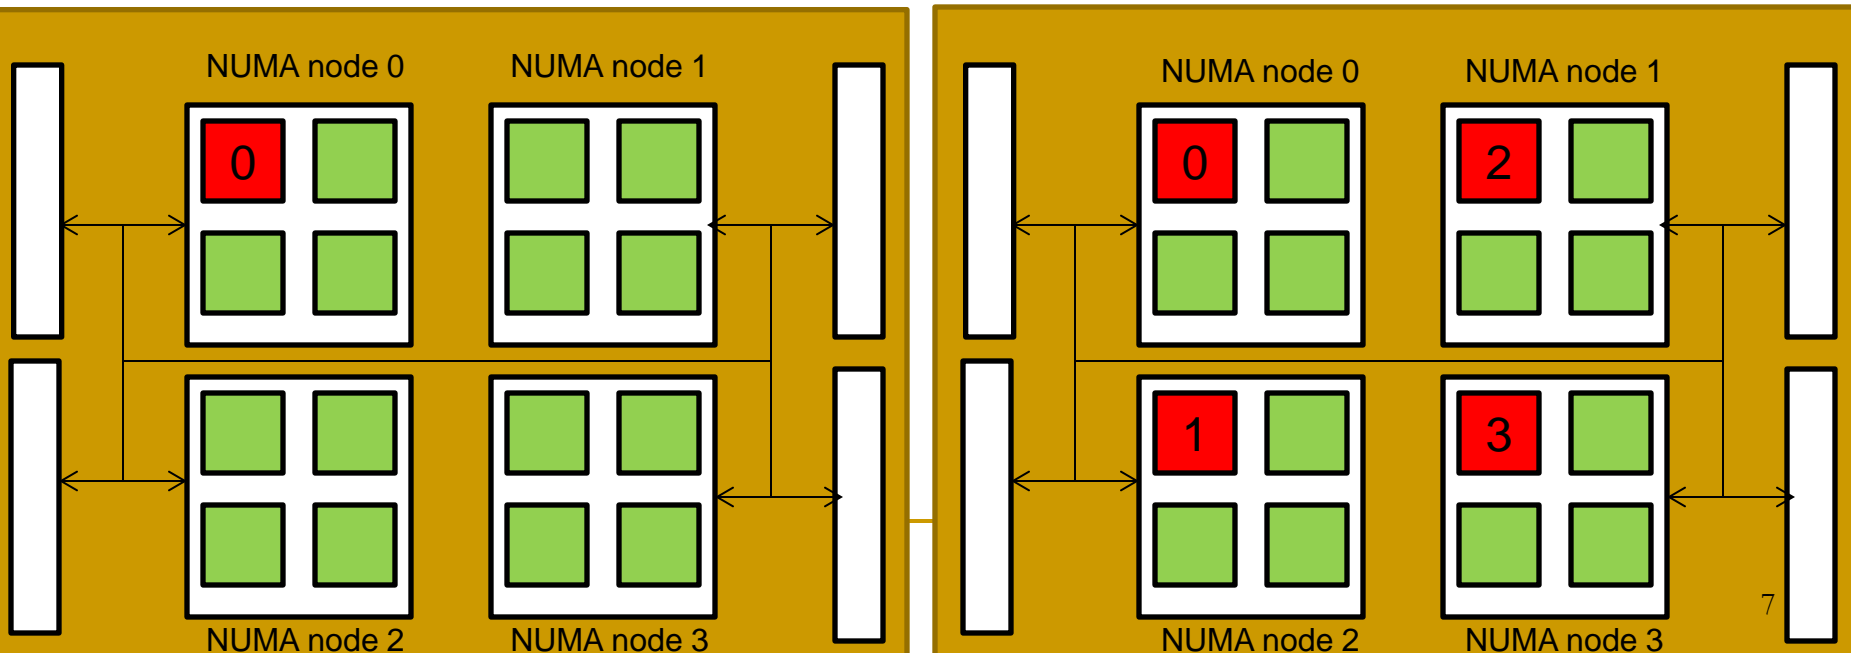 NUMA node 0 NUMA node 1
0
NUMA node 2 NUMA node 3
NUMA node 0 NUMA node 1
0 2
1 3
7
NUMA node 2 NUMA node 3